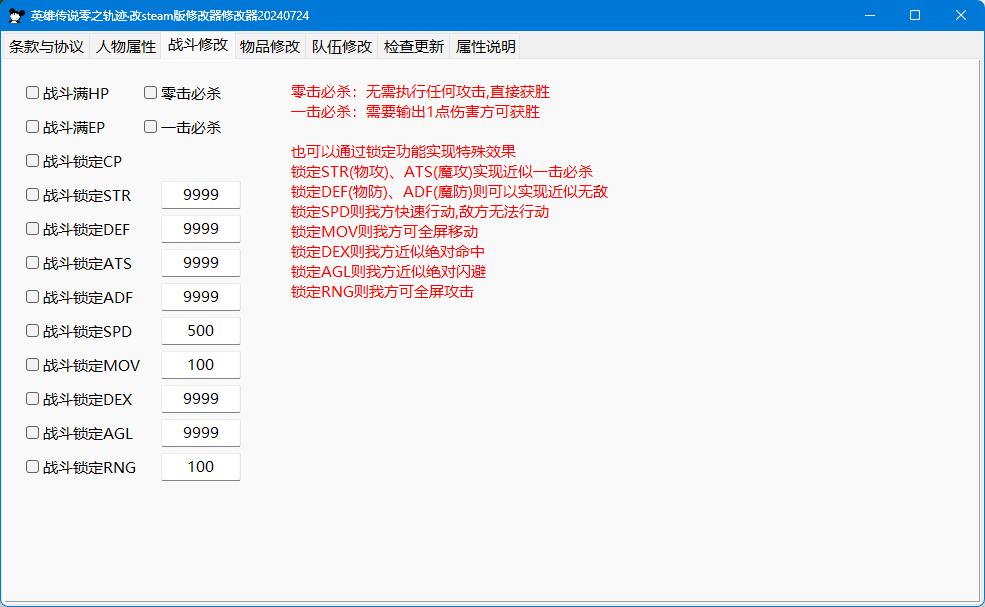 英雄传说零之轨迹·改steam版修改器修改器20240724
条款与协议 人物属性 战斗修改 物品修改 队伍修改 检查更新 属性说明
战斗满HP 零击必杀
战斗满EP 一击必杀
战斗锁定CP
战斗锁定STR 9999
战斗锁定DEF 9999
战斗锁定ATS 9999
战斗锁定ADF 9999
战斗锁定SPD 500
战斗锁定MOV 100
战斗锁定DEX 9999
战斗锁定AGL 9999
战斗锁定RNG 100
零击必杀：无需执行任何攻击,直接获胜
一击必杀：需要输出1点伤害方可获胜
也可以通过锁定功能实现特殊效果
锁定STR(物攻)、ATS(魔攻)实现近似一击必杀
锁定DEF(物防)、ADF(魔防)则可以实现近似无敌
锁定SPD则我方快速行动,敌方无法行动
锁定MOV则我方可全屏移动
锁定DEX则我方近似绝对命中
锁定AGL则我方近似绝对闪避
锁定RNG则我方可全屏攻击